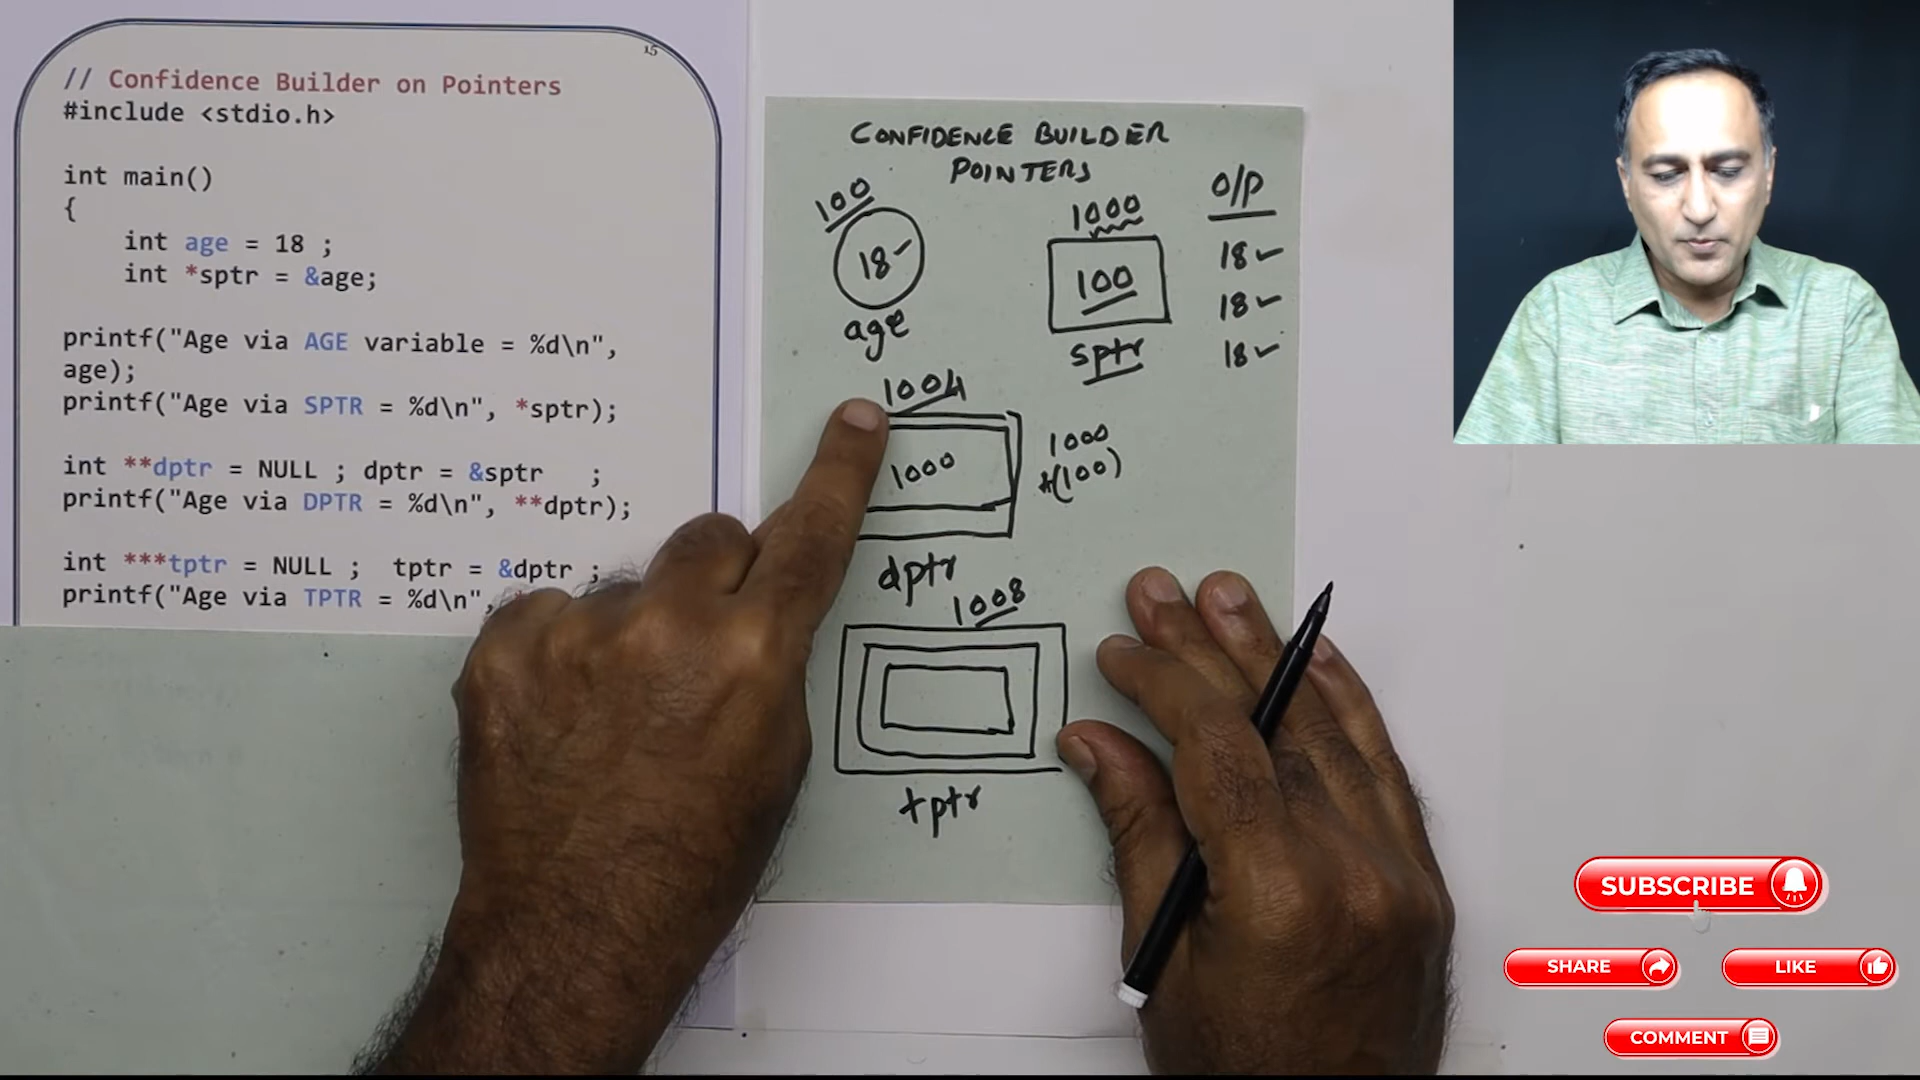 15
// Confidence Builder on Pointers
#include <stdio.h>
int main()
{
int age = 18 ;
int *sptr = &age;
printf("Age via AGE variable = %d\n",
age);
printf("Age via SPTR = %d\n", *sptr);
int **dptr = NULL ; dptr = &sptr ;
printf("Age via DPTR = %d\n", **dptr);
int ***tptr = NULL ; tptr = &dptr ;
printf("Age via TPTR = %d\n", *
CONFIDENCE BUILDER
POINTERS
100
18
age
1000
100
sptr
O/P
18
18
18
1004
1000
dptr
1000
*(100)
1008
tptr
SUBSCRIBE
SHARE
LIKE
COMMENT